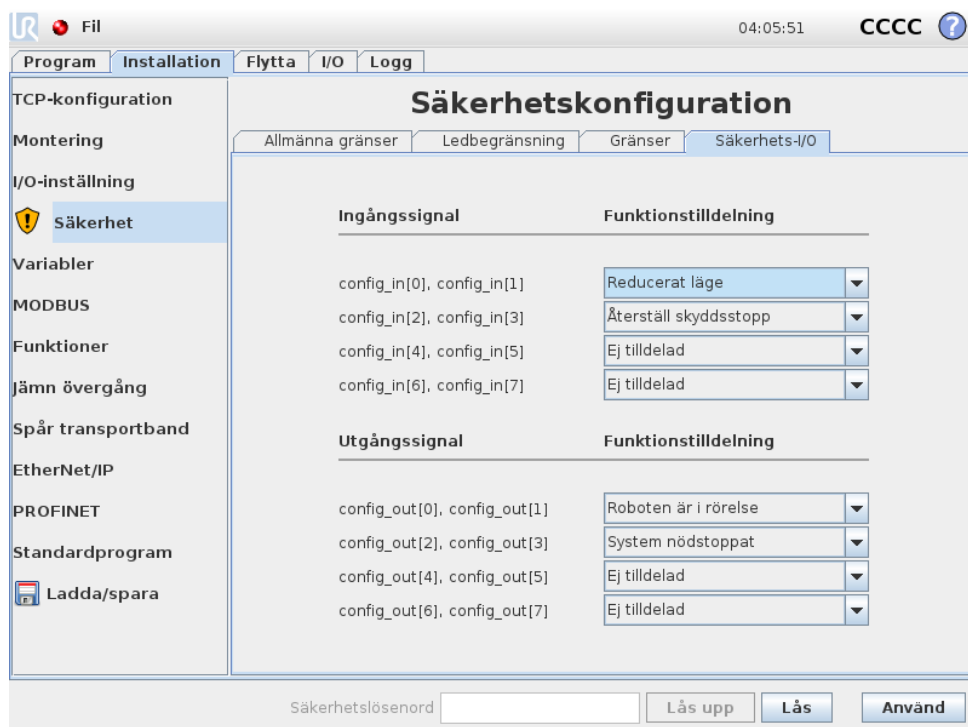 UR Fil 04:05:51 CCCC ?
Program Installation Flytta I/O Logg
TCP-konfiguration
Montering
I/O-inställning
Säkerhet
Variabler
MODBUS
Funktioner
Jämn övergång
Spår transportband
EtherNet/IP
PROFINET
Standardprogram
Ladda/spara
Säkerhetskonfiguration
Allmänna gränser Ledbegränsning Gränser Säkerhets-I/O
Ingångssignal Funktionstilldelning
config_in[0], config_in[1] Reducerat läge
config_in[2], config_in[3] Återställ skyddsstopp
config_in[4], config_in[5] Ej tilldelad
config_in[6], config_in[7] Ej tilldelad
Utgångssignal Funktionstilldelning
config_out[0], config_out[1] Roboten är i rörelse
config_out[2], config_out[3] System nödstoppat
config_out[4], config_out[5] Ej tilldelad
config_out[6], config_out[7] Ej tilldelad
Säkerhetslösenord Lås upp Lås Använd